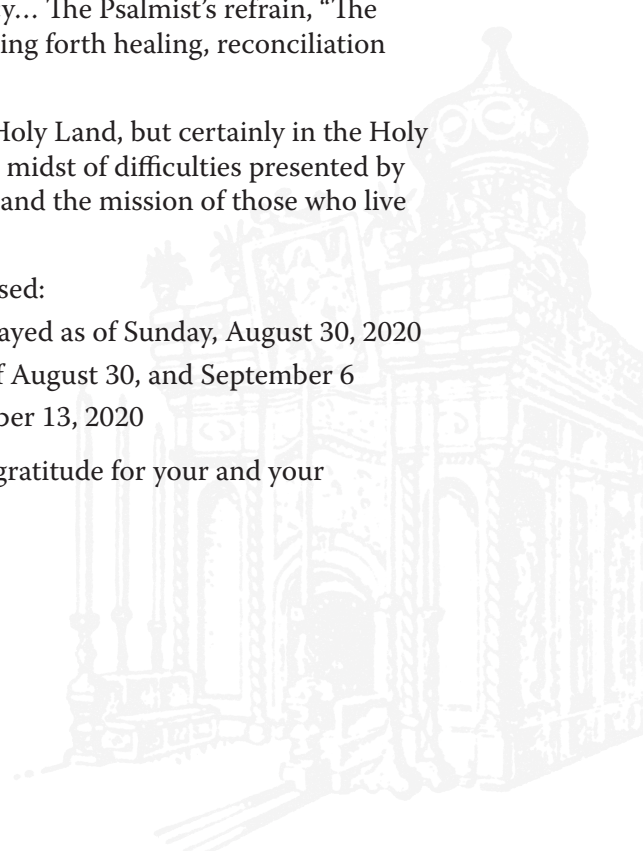 y… The Psalmist’s refrain, “The
ing forth healing, reconciliation
Holy Land, but certainly in the Holy
midst of difficulties presented by
and the mission of those who live
sed:
ayed as of Sunday, August 30, 2020
f August 30, and September 6
ber 13, 2020
gratitude for your and your